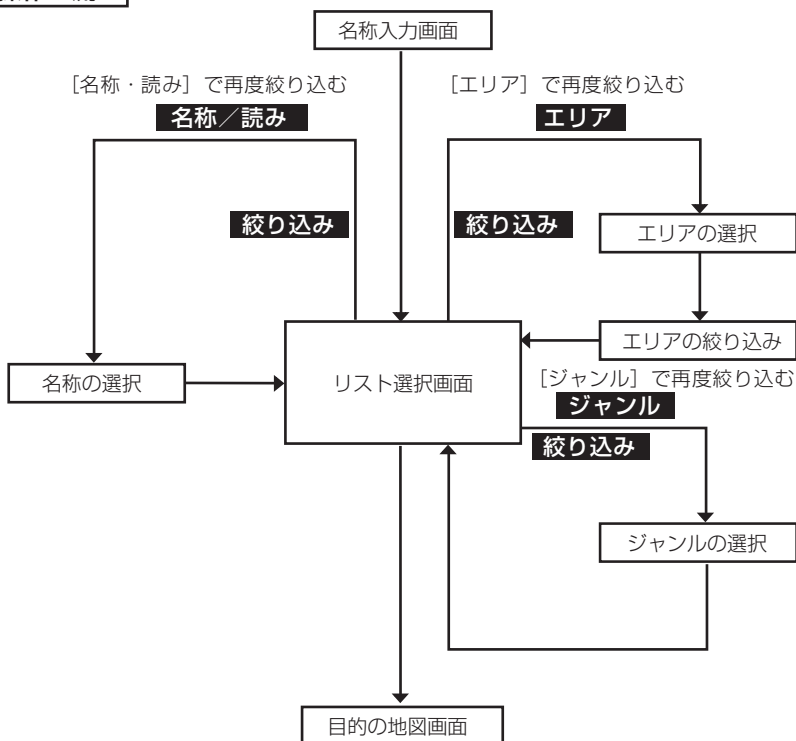 名称入力画面
[名称・読み]で再度絞り込む
名称／読み
絞り込み
[エリア]で再度絞り込む
エリア
絞り込み
エリアの選択
エリアの絞り込み
名称の選択
リスト選択画面
[ジャンル]で再度絞り込む
ジャンル
絞り込み
ジャンルの選択
目的の地図画面